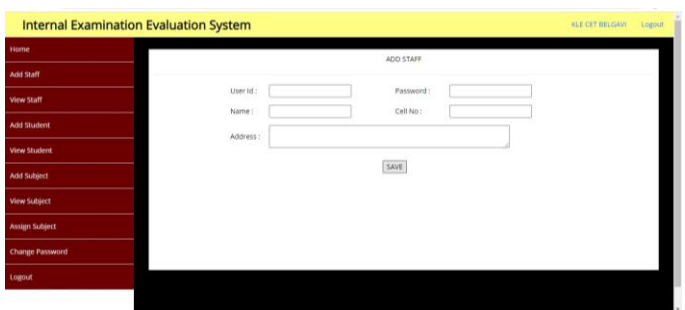 Internal Examination Evaluation System
KLE CET BELGAVI Logout
Home
Add Staff
View Staff
Add Student
View Student
Add Subject
View Subject
Assign Subject
Change Password
Logout
ADD STAFF
User Id : Password :
Name : Cell No :
Address :
SAVE